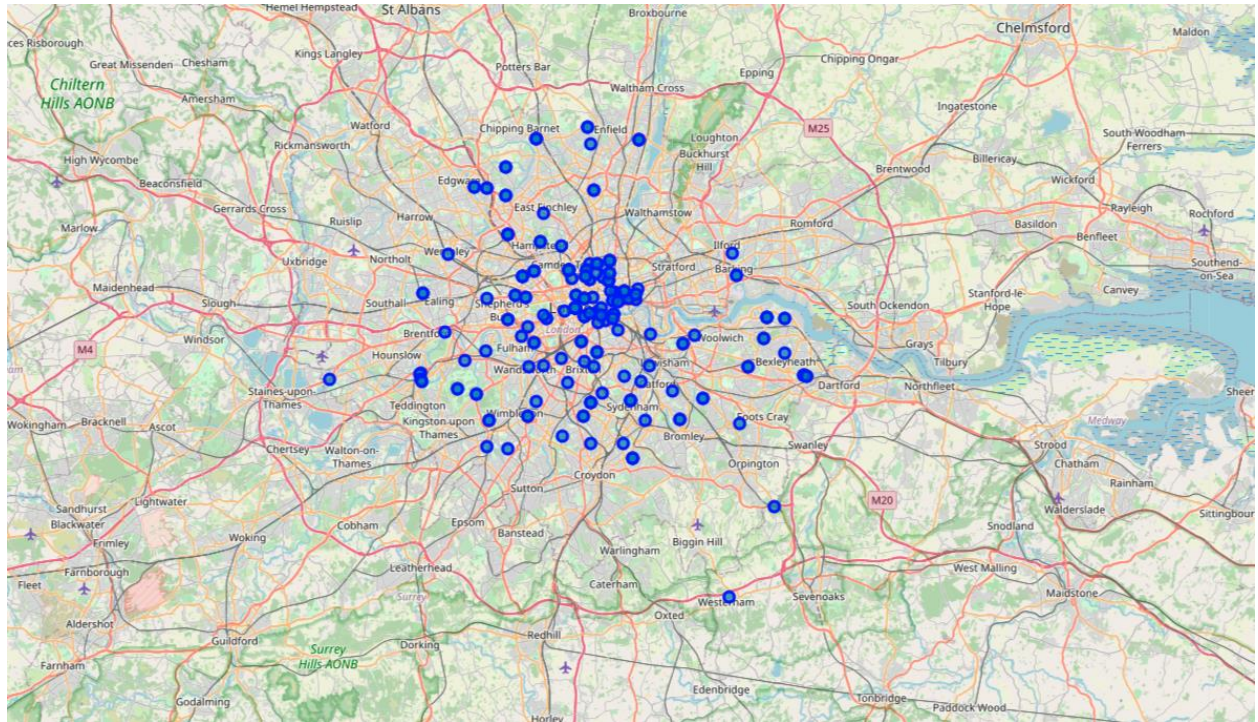 Hemel Hempstead
St Albans
Broxbourne
Chelmsford
Maldon
ces Risborough
Kings Langley
Great Missenden
Chesham
Potters Bar
Epping
Chipping Ongar
Chiltern
Hills AONB
Amersham
Waltham Cross
Ingatestone
Watford
Chipping Barnet
Enfield
Loughton
M25
South Woodham
Ferrers
High Wycombe
Rickmansworth
Buckhurst
Hill
Billericay
Beaconsfield
Edgware
Brentwood
Wickford
Gerrards Cross
Ruislip
Harrow
East Finchley
Walthamstow
Romford
Rayleigh
Rochford
Marlow
Basildon
Benfleet
Uxbridge
Northolt
Wembley
Hampste
Ilford
Stratford
Barking
Southend-
on-Sea
Maidenhead
Slough
Southall
Ealing
Camde
Stanford-le-
Hope
Canvey
Shepherd's
Bu
South Ockendon
Windsor
Brentfo
London
Woolwich
Grays
M4
Hounslow
Fulham
Lewisham
Bexleyheath
Tilbury
Wandsworth
Brixt
Catford
Dartford
Northfleet
Staines-upon-
Thames
Teddington
Wimbledon
Sydenham
Foots Cray
Sheer
Wokingham
Bracknell
Ascot
Kingston upon
Thames
Medway
Chertsey
Walton-on-
Thames
Bromley
Swanley
Strood
Croydon
Orpington
Chatham
Rainham
Sutton
M20
Sandhurst
Lightwater
Blackwater
Cobham
Epsom
Snodland
Walderslade
Sittingbour
Frimley
Woking
Banstead
Biggin Hill
Farnborough
Fleet
Leatherhead
Warlingham
Caterham
West Malling
Surrey
Westerham
Sevenoaks
Maidstone
Aldershot
Oxted
Guildford
Dorking
Redhill
Surrey
Hills AONB
Farnham
Edenbridge
Godalming
Tonbridge
Horley
Paddock Wood